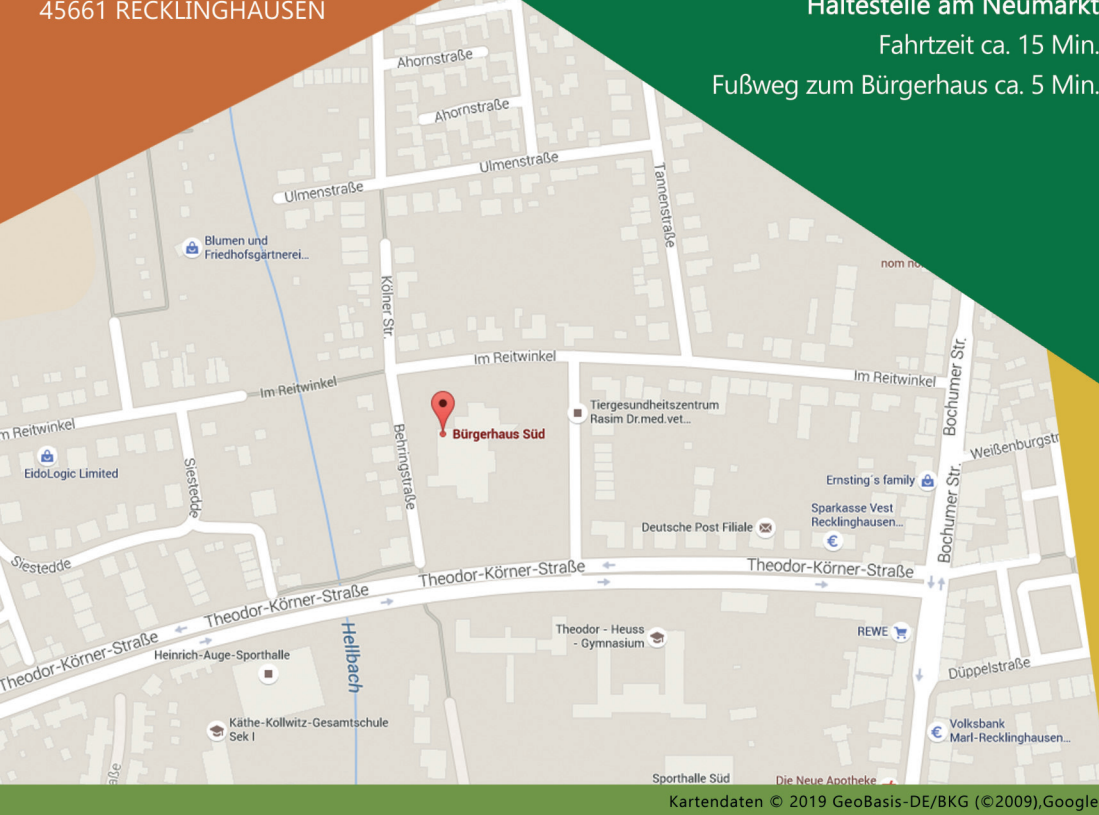 45661 RECKLINGHAUSEN
Haltestelle am Neumarkt
Fahrtzeit ca. 15 Min.
Fußweg zum Bürgerhaus ca. 5 Min.
Ahornstraße
Ahornstraße
Ulmenstraße
Ulmenstraße
Tannenstraße
Blumen und
Friedhofsgärtnerei...
Kölner Str.
Im Reitwinkel
Im Reitwinkel
Im Reitwinkel
Im Reitwinkel
Bochumer Str.
Tiergesundheitszentrum
Rasim Dr.med.vet...
Bürgerhaus Süd
Behringstraße
EidoLogic Limited
Siestedde
Siestedde
Weißenburgstr
Ernsting's family
Sparkasse Vest
Recklinghausen...
Bochumer Str.
Deutsche Post Filiale
Theodor-Körner-Straße
Theodor-Körner-Straße
Theodor-Körner-Straße
Theodor-Körner-Straße
Hellbach
Heinrich-Auge-Sporthalle
Theodor - Heuss
- Gymnasium
REWE
Düppelstraße
Käthe-Kollwitz-Gesamtschule
Sek I
Volksbank
Marl-Recklinghausen...
Sporthalle Süd
Die Neue Apotheke
Kartendaten © 2019 GeoBasis-DE/BKG (©2009),Google